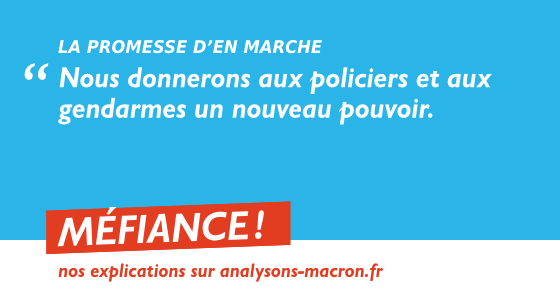 LA PROMESSE D’EN MARCHE
“ Nous donnerons aux policiers et aux
gendarmes un nouveau pouvoir.
MÉFIANCE !
nos explications sur analysons-macron.fr